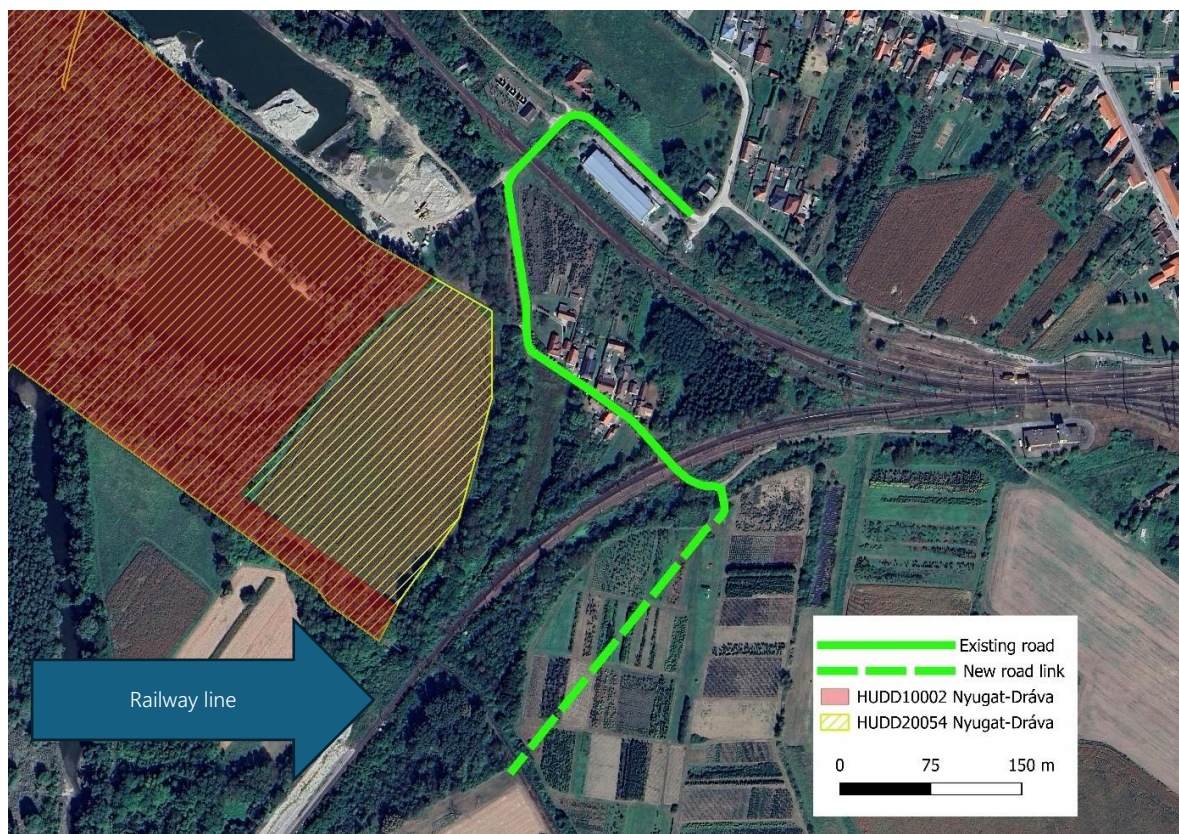 Railway line
Existing road
New road link
HUDD10002 Nyugat-Dráva
HUDD20054 Nyugat-Dráva
0 75 150 m